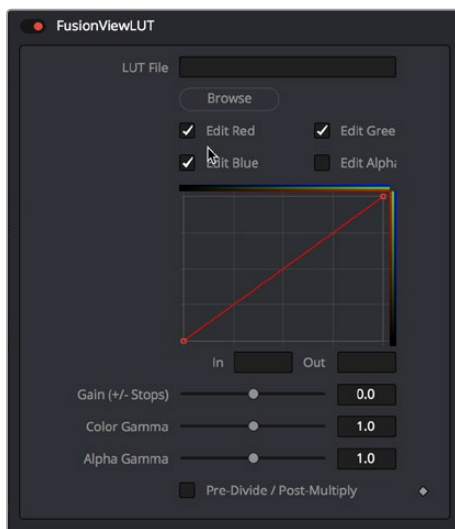 FusionViewLUT
LUT File
Browse
Edit Red Edit Gree
Edit Blue Edit Alpha
In Out
Gain (+/- Stops) 0.0
Color Gamma 1.0
Alpha Gamma 1.0
Pre-Divide / Post-Multiply